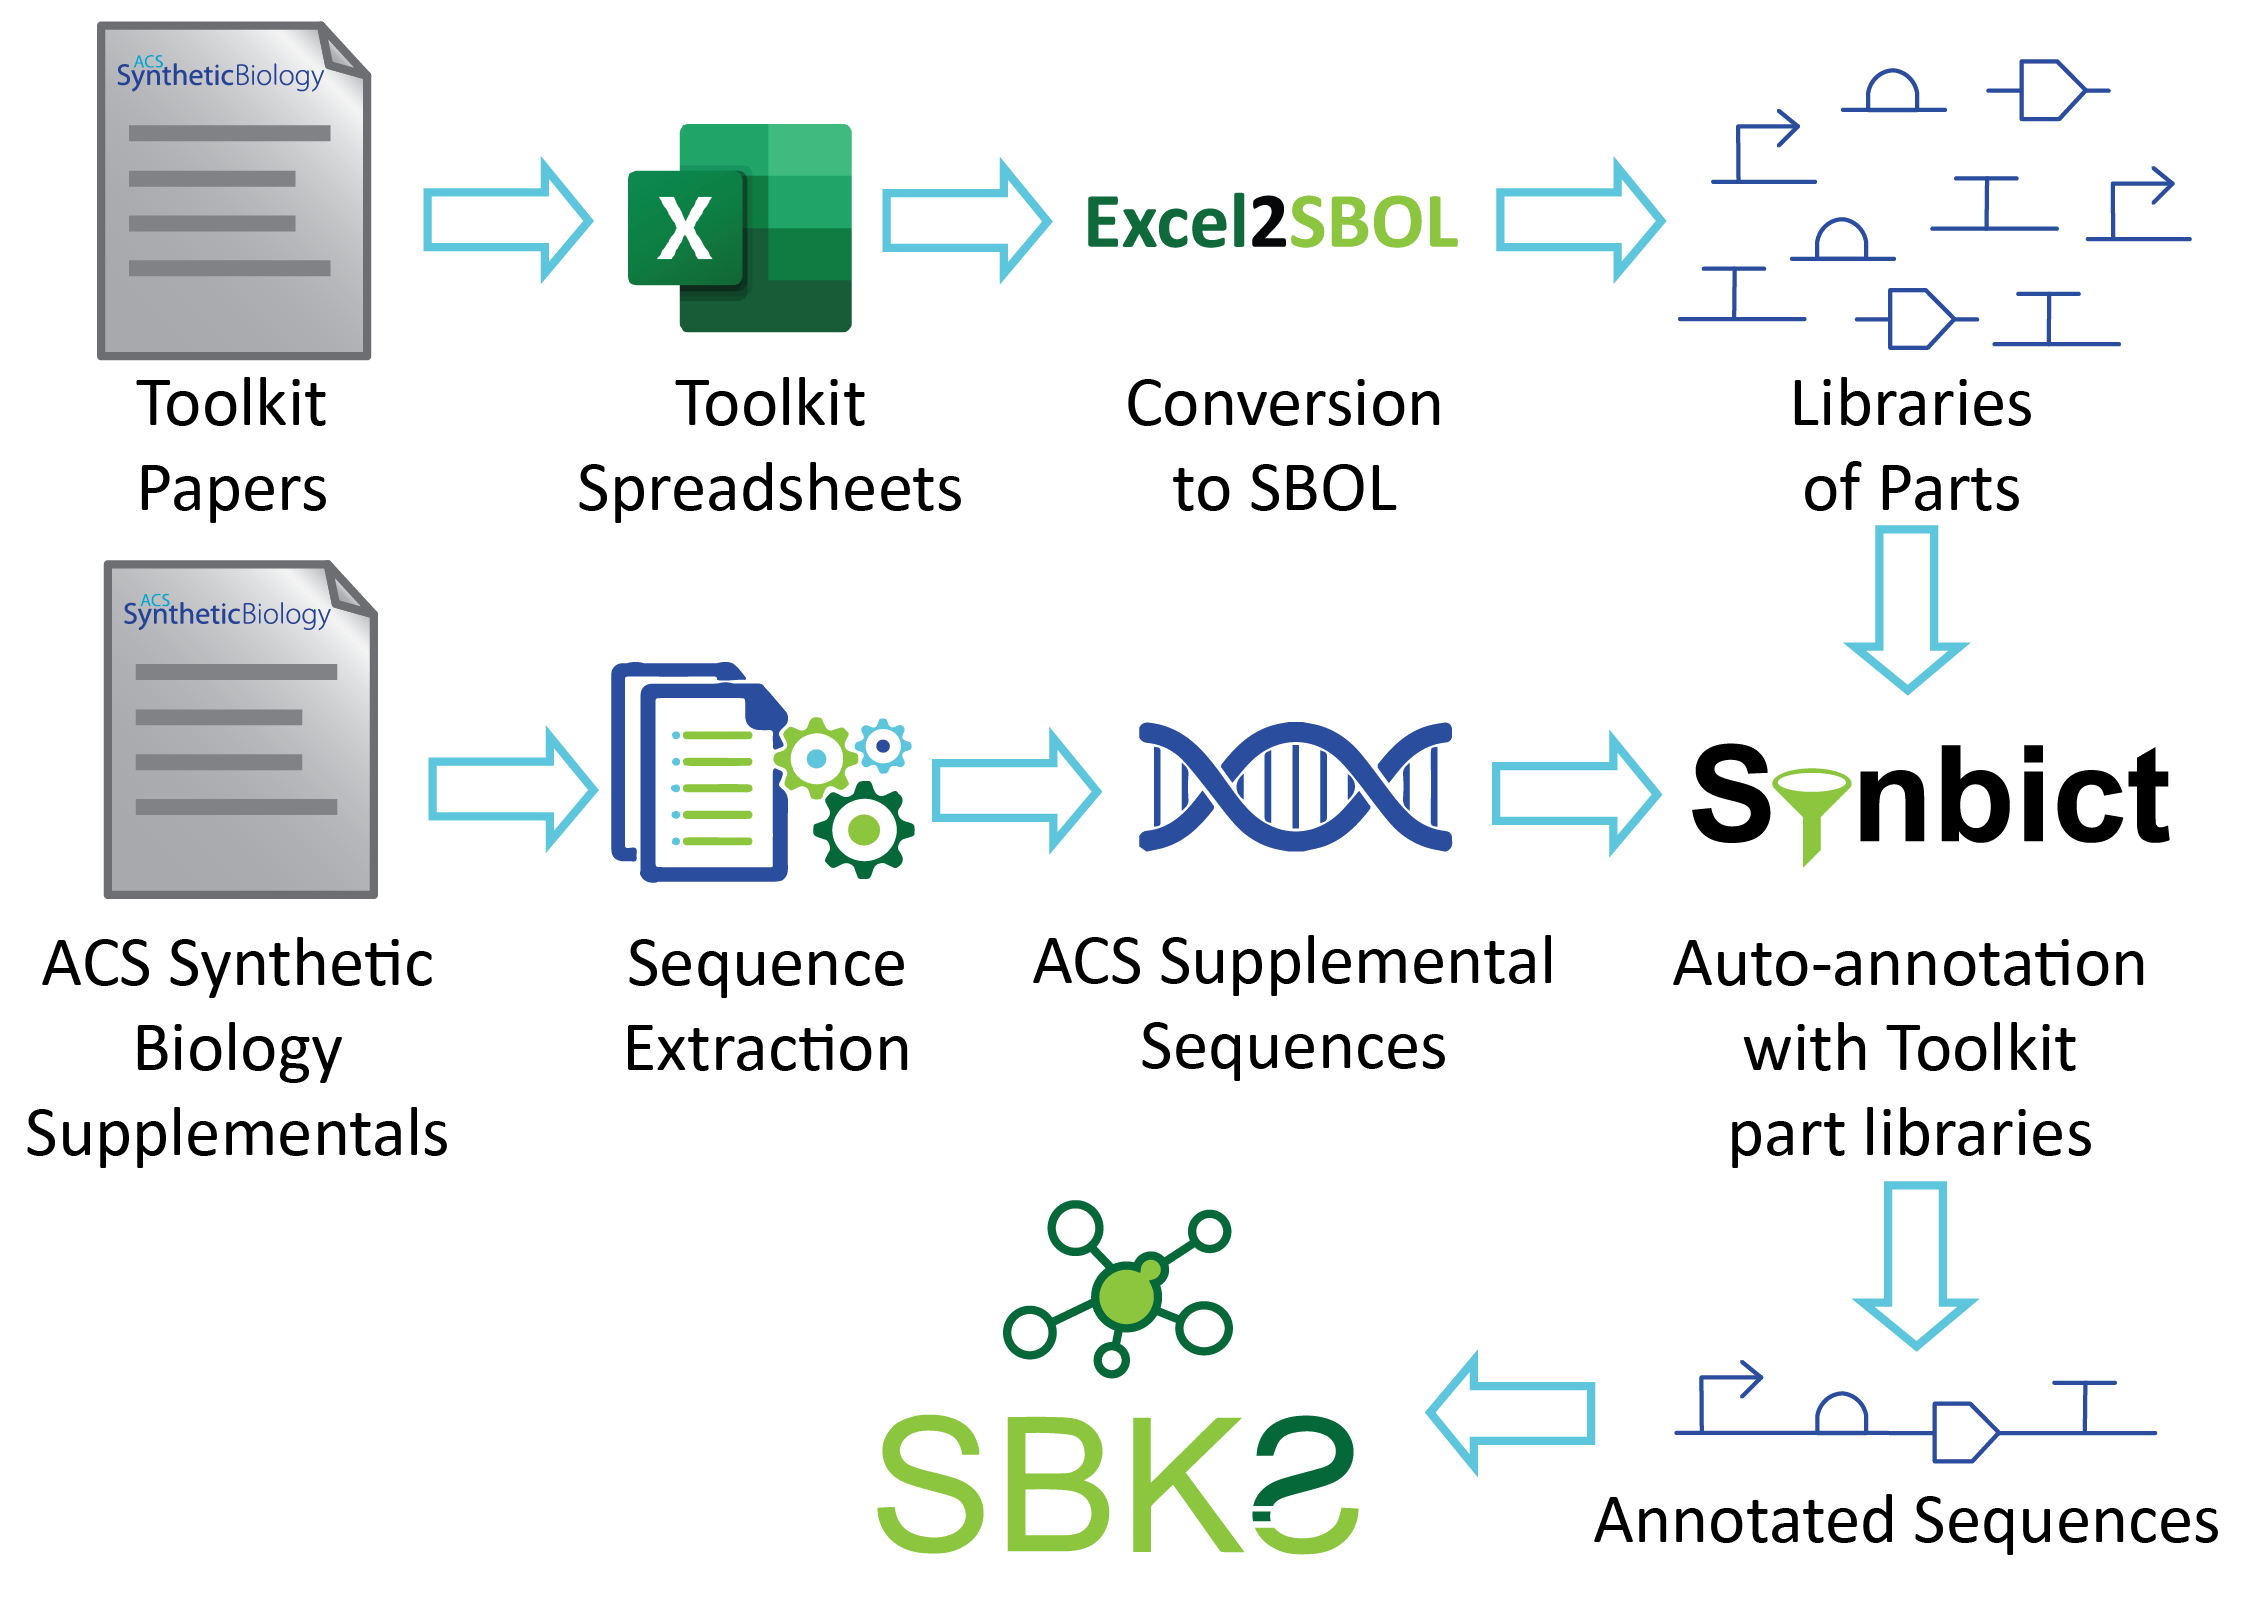 ACS
SyntheticBiology
X
Excel2SBOL
Toolkit
Papers
Toolkit
Spreadsheets
Conversion
to SBOL
Libraries
of Parts
ACS
SyntheticBiology
Synbict
ACS Synthetic
Biology
Supplementals
Sequence
Extraction
ACS Supplemental
Sequences
Auto-annotation
with Toolkit
part libraries
SBKS
Annotated Sequences